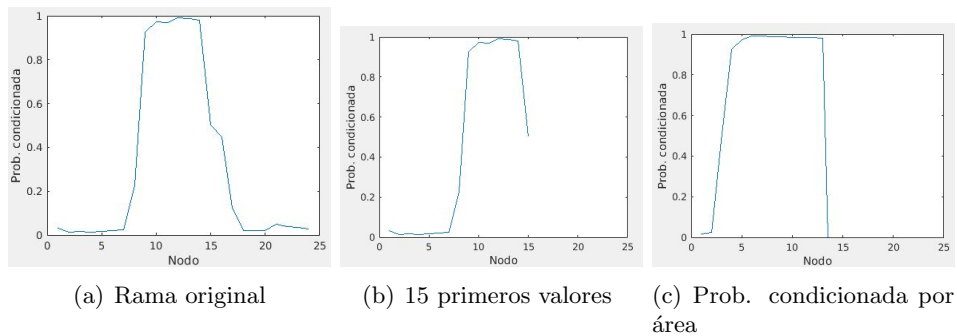 1
0.8
0.6
0.4
0.2
0
0 5 10 15 20 25
Prob. condicionada
Nodo
(a) Rama original
1
0.8
0.6
0.4
0.2
0
0 5 10 15 20 25
Prob. condicionada
Nodo
(b) 15 primeros valores
1
0.8
0.6
0.4
0.2
0
0 5 10 15 20 25
Prob. condicionada
Nodo
(c) Prob. condicionada por
área